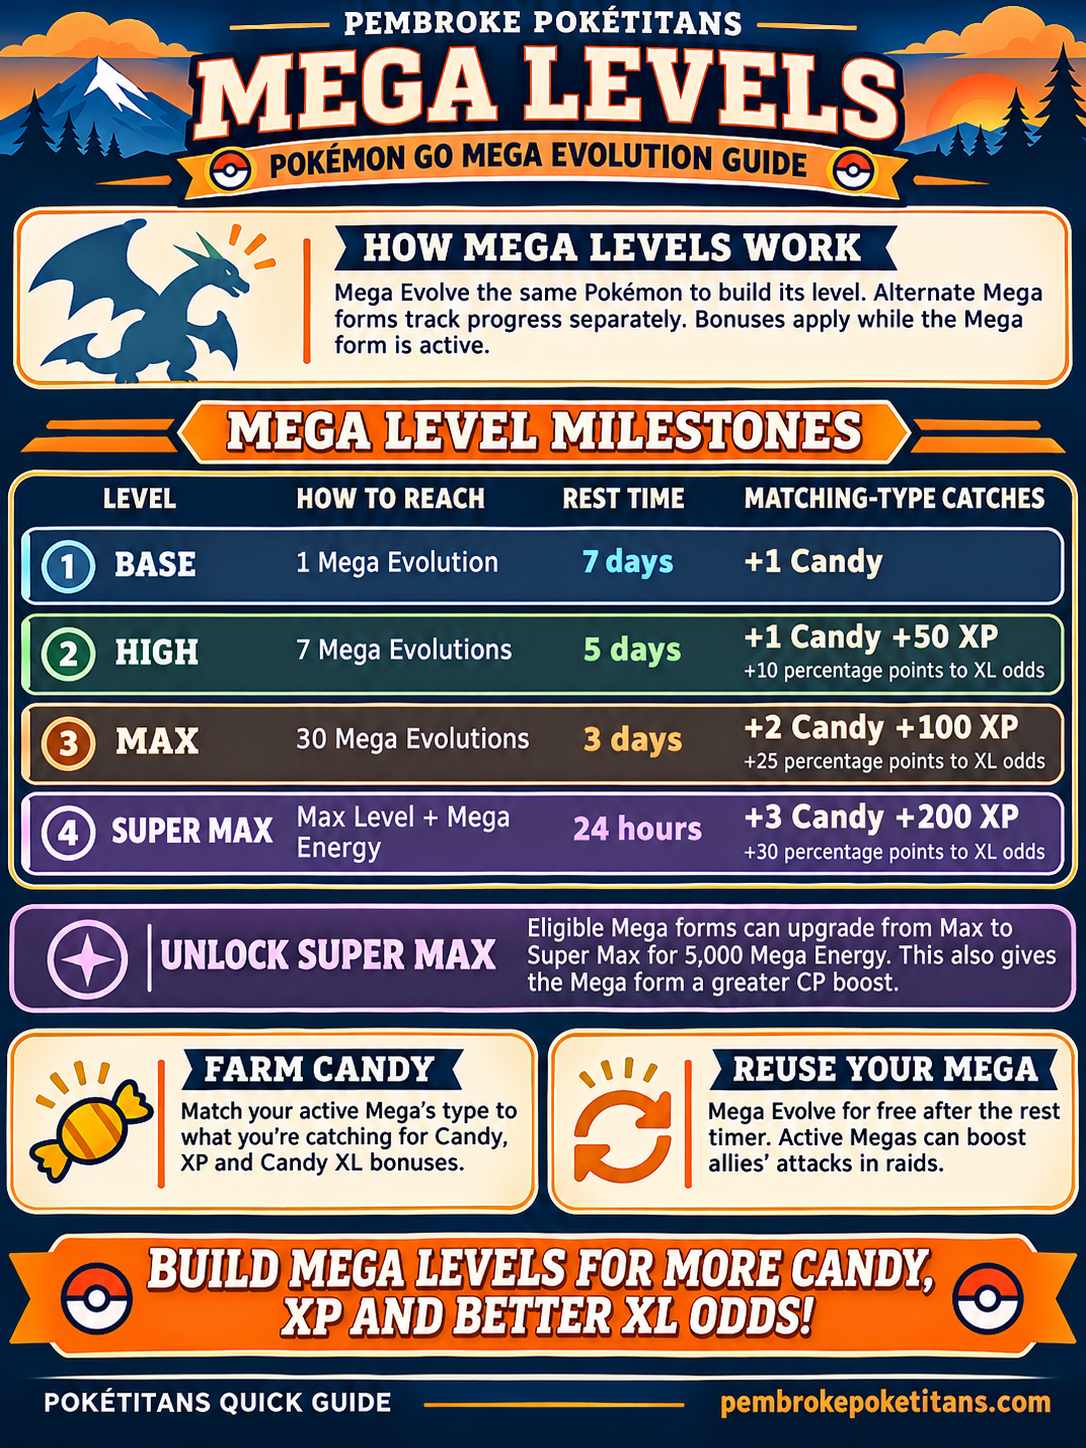 PEMBROKE POKÉTITANS
MEGA LEVELS
POKÉMON GO MEGA EVOLUTION GUIDE
HOW MEGA LEVELS WORK
Mega Evolve the same Pokémon to build its level. Alternate Mega
forms track progress separately. Bonuses apply while the Mega
form is active.
MEGA LEVEL MILESTONES
LEVEL HOW TO REACH REST TIME MATCHING-TYPE CATCHES
1 BASE 1 Mega Evolution 7 days +1 Candy
2 HIGH 7 Mega Evolutions 5 days +1 Candy +50 XP
+10 percentage points to XL odds
3 MAX 30 Mega Evolutions 3 days +2 Candy +100 XP
+25 percentage points to XL odds
4 SUPER MAX Max Level + Mega
Energy 24 hours +3 Candy +200 XP
+30 percentage points to XL odds
UNLOCK SUPER MAX
Eligible Mega forms can upgrade from Max to
Super Max for 5,000 Mega Energy. This also gives
the Mega form a greater CP boost.
FARM CANDY
Match your active Mega's type to
what you're catching for Candy,
XP and Candy XL bonuses.
REUSE YOUR MEGA
Mega Evolve for free after the rest
timer. Active Megas can boost
allies' attacks in raids.
BUILD MEGA LEVELS FOR MORE CANDY,
XP AND BETTER XL ODDS!
POKÉTITANS QUICK GUIDE
pembrokepoketitans.com